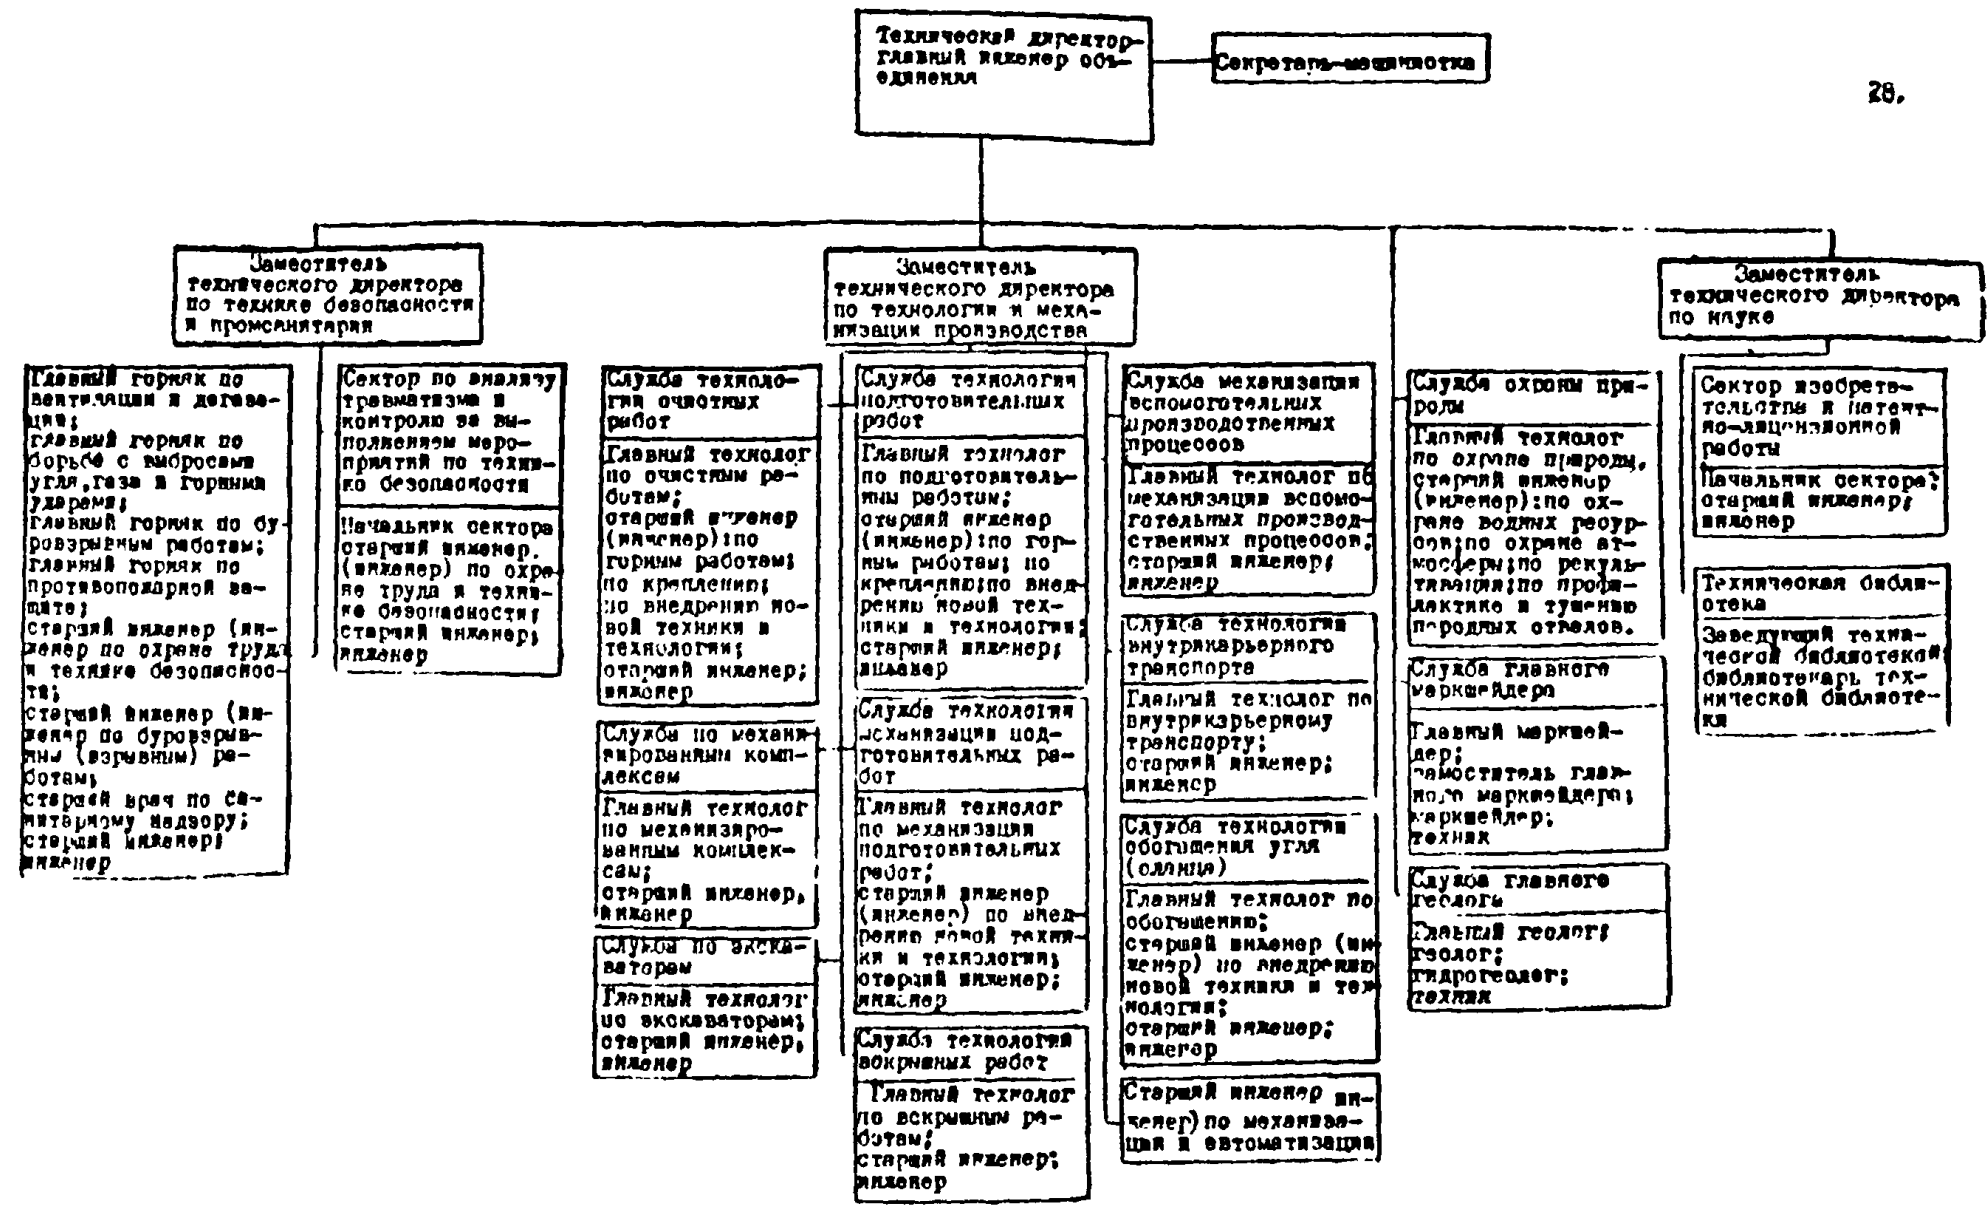 Технический директор-
главный инженер объ-
единения
Секретарь-машинистка
28.
Заместитель
технического директора
по технике безопасности
и промсанитарии
Заместитель
технического директора
по технологии и меха-
низации производства
Заместитель
технического директора
по науке
Главный горняк по
вентиляции и дегаза-
ции;
главный горняк по
борьбе с выбросами
угля, газа и горными
ударами;
главный горняк по бу-
ровзрывным работам;
главный горняк по
противопожарной за-
щите;
старший инженер (ин-
женер по охране труда
и технике безопаснос-
ти;
старший инженер (ин-
женер по буровзрыв-
ным (взрывным) ра-
ботам;
старший врач по са-
нитарному надзору;
старший инженер;
инженер
Сектор по анализу
травматизма и
контролю за вы-
полнением меро-
приятий по техни-
ке безопасности
Начальник сектора
старший инженер.
(инженер) по охра-
не труда и техни-
ке безопасности;
старший инженер;
инженер
Служба техноло-
гии очистных
работ
Главный технолог
по очистным ра-
ботам;
старший инженер
(инженер):по
горным работам;
по креплению;
по внедрению но-
вой техники и
технологии;
старший инженер;
инженер
Служба по механи-
зированным комп-
лексам
Главный технолог
по механизиро-
ванным комплек-
сам;
старший инженер,
инженер
Служба по экска-
ваторам
Главный технолог
по экскаваторам;
старший инженер,
инженер
Служба технологии
подготовительных
работ
Главный технолог
по подготовитель-
ным работам;
старший инженер
(инженер):по гор-
ным работам; по
креплению;по внед-
рению новой тех-
ники и технологии;
старший инженер;
инженер
Служба технологии
механизации под-
готовительных ра-
бот
Главный технолог
по механизации
подготовительных
работ;
старший инженер
(инженер) по внед-
рению новой техни-
ки и технологии;
старший инженер;
инженер
Служба технологии
вскрышных работ
Главный технолог
по вскрышным ра-
ботам;
старший инженер;
инженер
Служба механизации
вспомогательных
производственных
процессов
Главный технолог по
механизации вспомо-
гательных производ-
ственных процессов;
старший инженер;
инженер
Служба технологии
внутрикарьерного
транспорта
Главный технолог по
внутрикарьерному
транспорту;
старший инженер;
инженер
Служба технологии
обогащения угля
(сланца)
Главный технолог по
обогащению;
старший инженер (ин-
женер) по внедрению
новой техники и тех
нологии;
старший инженер;
инженер
Старший инженер ин-
женер) по механиза-
ции и автоматизации
Служба охраны при-
роды
Главный технолог
по охране природы,
старший инженер
(инженер):по ох-
ране водных ресур-
сов;по охране ат-
мосферы;по рекуль-
тивации;по профи-
лактике и тушению
породных отвалов.
Служба главного
маркшейдера
Главный маркшей-
дер;
заместитель глав-
ного маркшейдера;
маркшейдер;
техник
Служба главного
геолога
Главный геолог;
геолог;
гидрогеолог;
техник
Сектор изобрета-
тельства и патент-
но-лицензионной
работы
Начальник сектора;
старший инженер;
инженер
Техническая библи-
отека
Заведующий техни-
ческой библиотекой;
библиотекарь тех-
нической библиоте-
ки